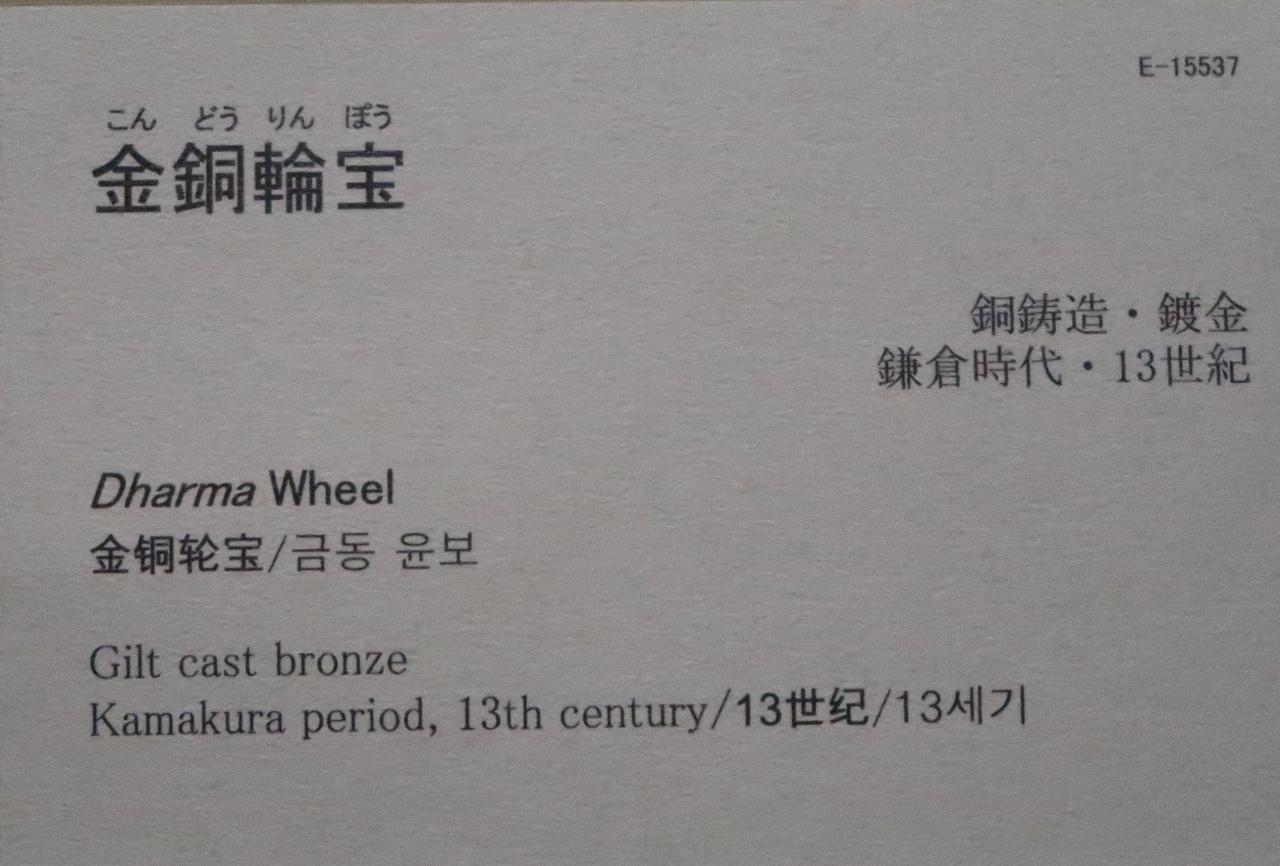 E-15537
こん どう りん ぽう
金銅輪宝
銅鋳造・鍍金
鎌倉時代・13世紀
Dharma Wheel
金铜轮宝/금동 윤보
Gilt cast bronze
Kamakura period, 13th century/13世纪/13세기